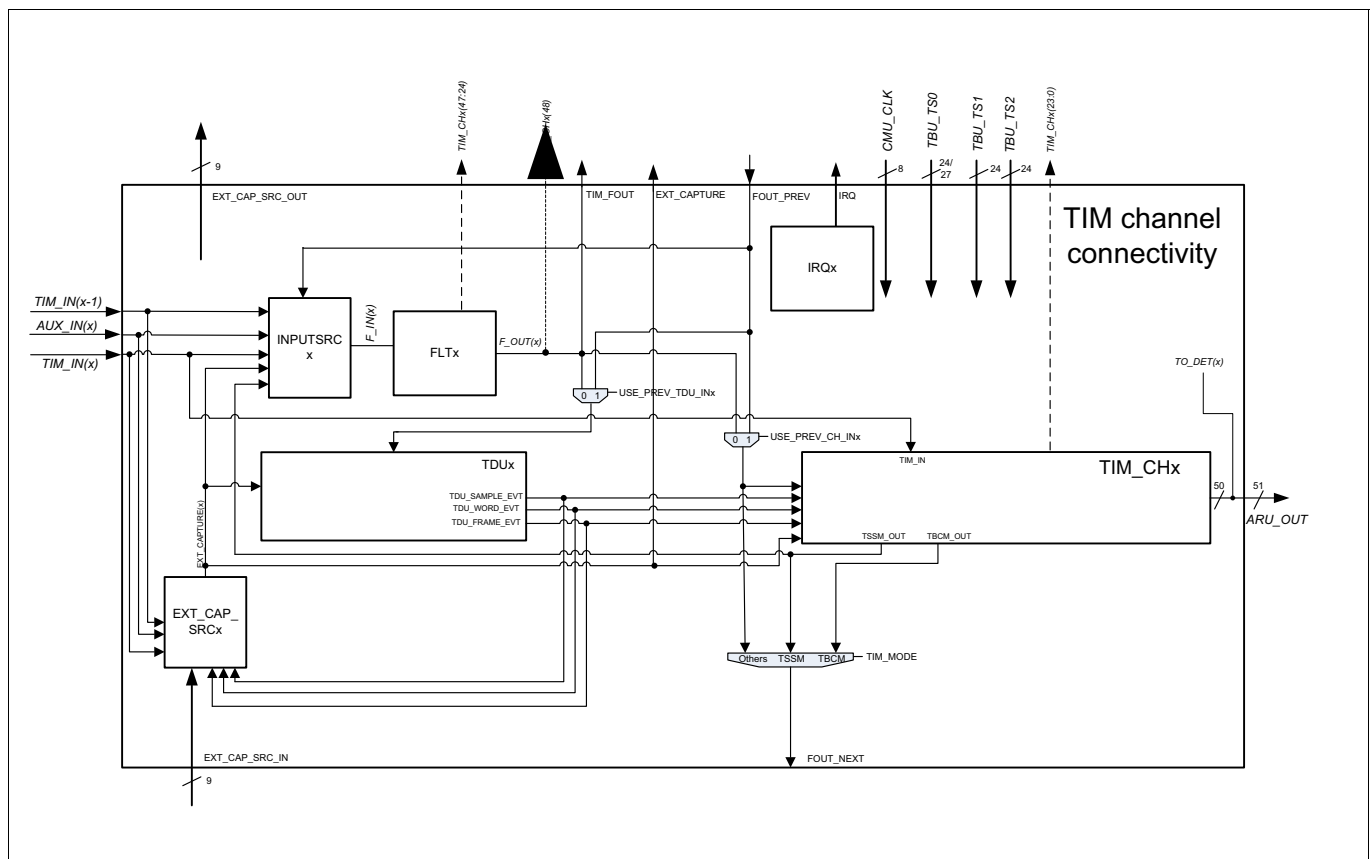 TIM_CHx(47:24)
CHx(48)
CMU_CLK
TBU_TS0
TBU_TS1
TBU_TS2
TIM_CHx(23:0)
9
8
24/
27
24
24
EXT_CAP_SRC_OUT
TIM_FOUT
EXT_CAPTURE
FOUT_PREV
IRQ
TIM channel
connectivity
IRQx
TIM_IN(x-1)
AUX_IN(x)
TIM_IN(x)
INPUTSRC
x
F_IN(x)
FLTx
F_OUT(x)
TO_DET(x)
0 1
USE_PREV_TDU_INx
0 1
USE_PREV_CH_INx
TDUx
TDU_SAMPLE_EVT
TDU_WORD_EVT
TDU_FRAME_EVT
TIM_IN
TIM_CHx
50
51
ARU_OUT
TSSM_OUT
TBCM_OUT
EXT_CAPTURE(x)
EXT_CAP_
SRCx
Others TSSM TBCM
TIM_MODE
EXT_CAP_SRC_IN
FOUT_NEXT
9